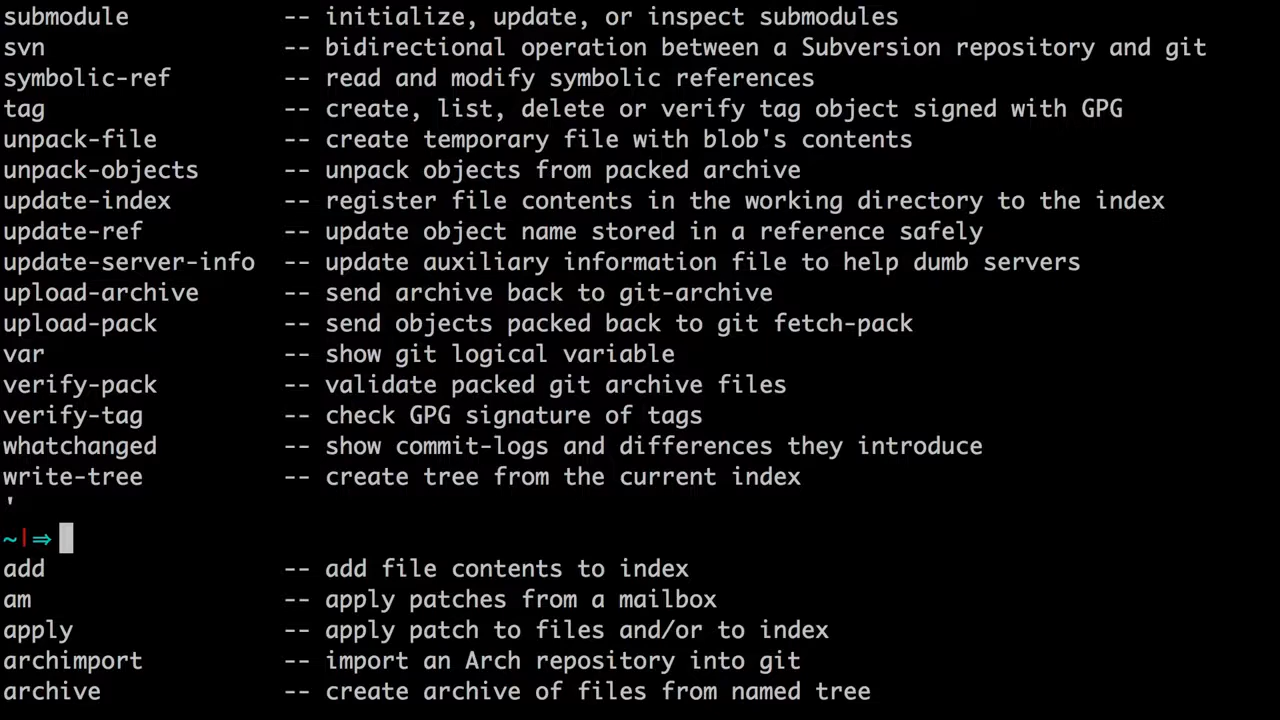 submodule -- initialize, update, or inspect submodules
svn -- bidirectional operation between a Subversion repository and git
symbolic-ref -- read and modify symbolic references
tag -- create, list, delete or verify tag object signed with GPG
unpack-file -- create temporary file with blob's contents
unpack-objects -- unpack objects from packed archive
update-index -- register file contents in the working directory to the index
update-ref -- update object name stored in a reference safely
update-server-info -- update auxiliary information file to help dumb servers
upload-archive -- send archive back to git-archive
upload-pack -- send objects packed back to git fetch-pack
var -- show git logical variable
verify-pack -- validate packed git archive files
verify-tag -- check GPG signature of tags
whatchanged -- show commit-logs and differences they introduce
write-tree -- create tree from the current index
'
~|⇒
add -- add file contents to index
am -- apply patches from a mailbox
apply -- apply patch to files and/or to index
archimport -- import an Arch repository into git
archive -- create archive of files from named tree